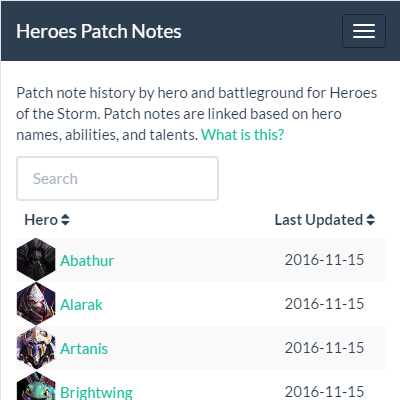 Heroes Patch Notes
Patch note history by hero and battleground for Heroes
of the Storm. Patch notes are linked based on hero
names, abilities, and talents. What is this?
Search
Hero Last Updated
Abathur 2016-11-15
Alarak 2016-11-15
Artanis 2016-11-15
Brightwing 2016-11-15